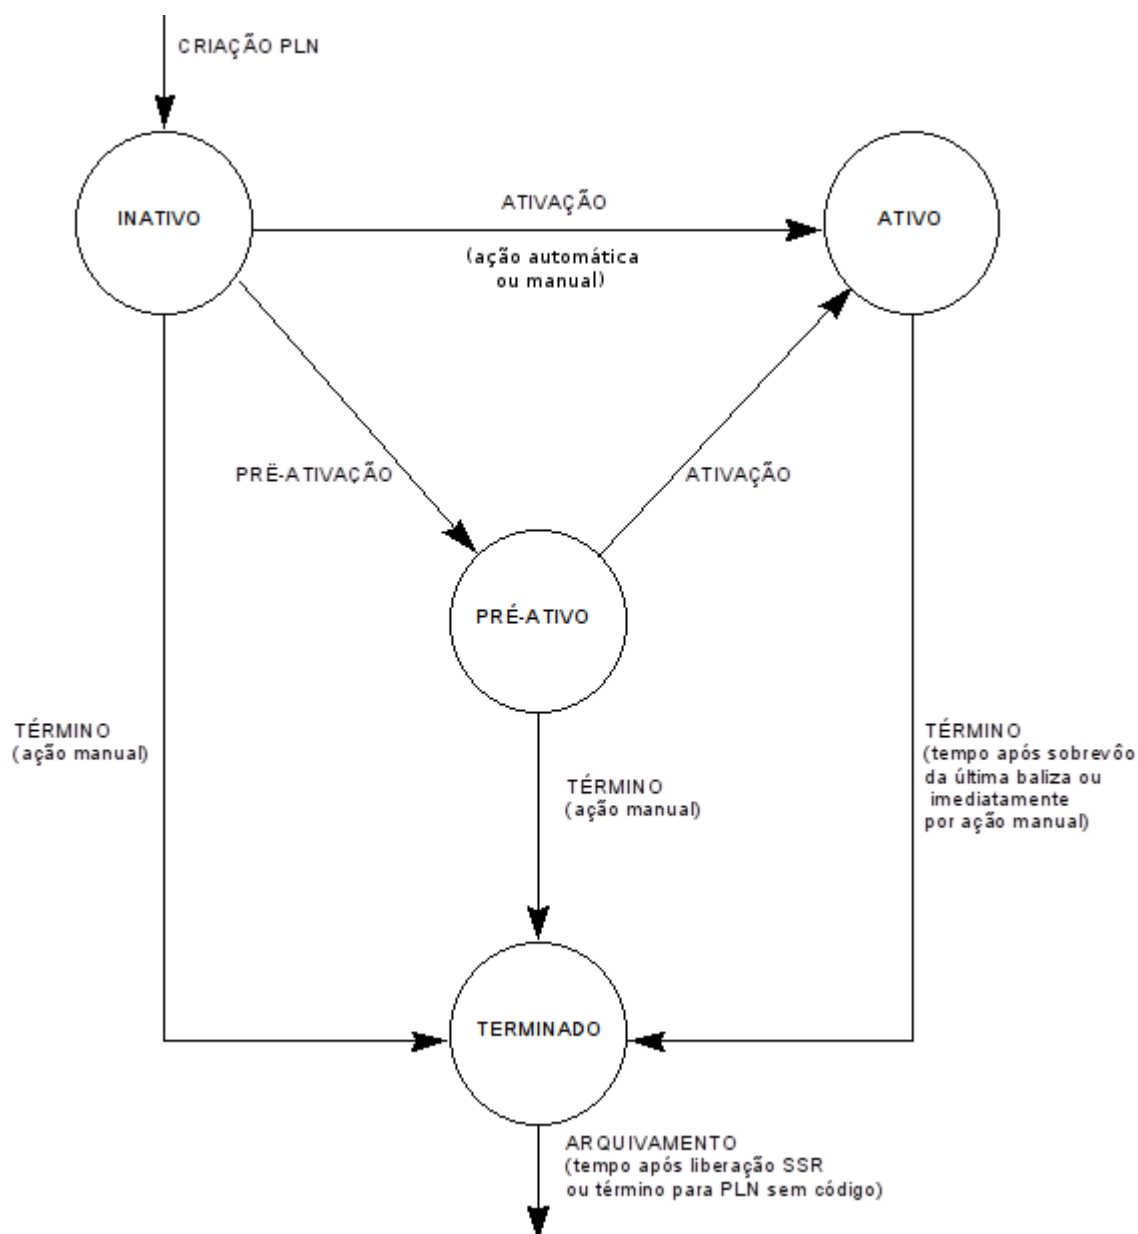 CRIAÇÃO PLN
INATIVO
ATIVAÇÃO
(ação automática
ou manual)
ATIVO
PRÉ-ATIVAÇÃO
ATIVAÇÃO
PRÉ-ATIVO
TÉRMINO
(ação manual)
TÉRMINO
(ação manual)
TÉRMINO
(tempo após sobrevôo
da última baliza ou
imediatamente
por ação manual)
TERMINADO
ARQUIVAMENTO
(tempo após liberação SSR
ou término para PLN sem código)